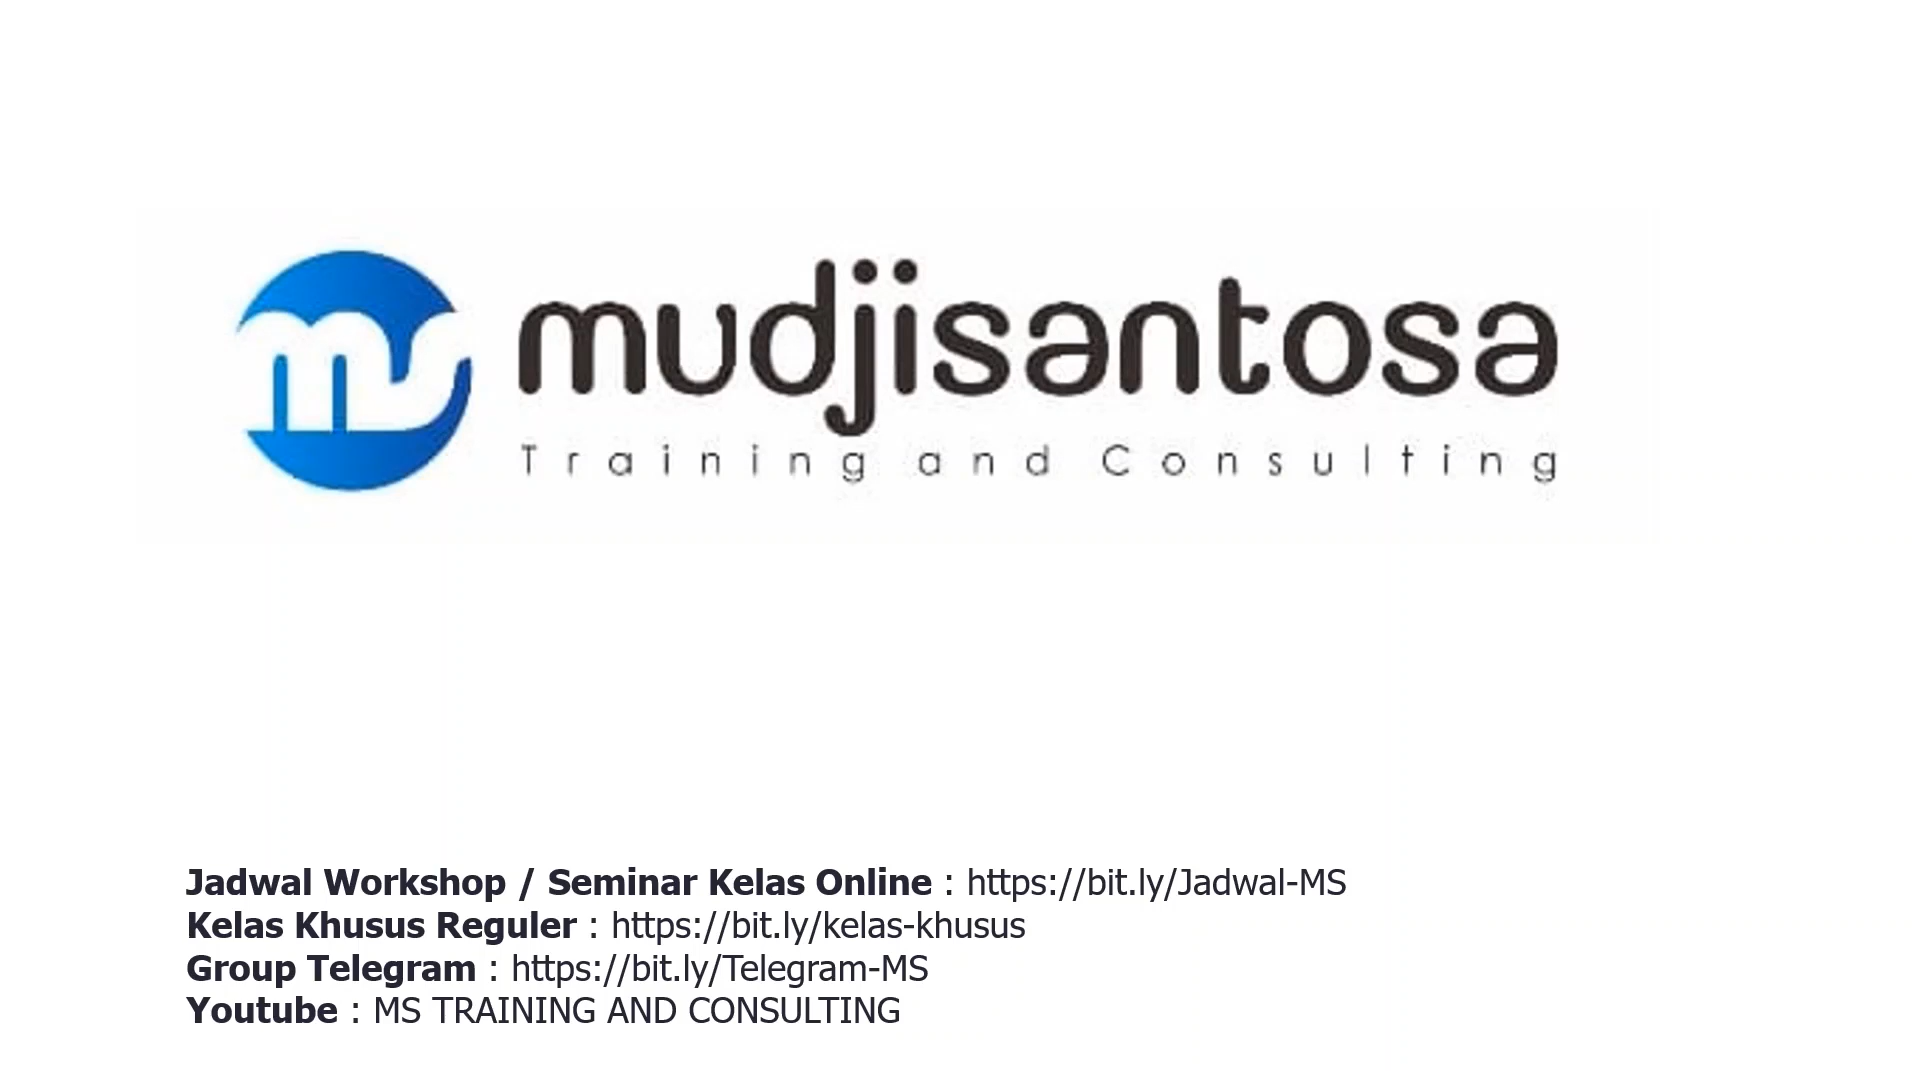 ms
mudjisantosa
Training and Consulting
Jadwal Workshop / Seminar Kelas Online : https://bit.ly/Jadwal-MS
Kelas Khusus Reguler : https://bit.ly/kelas-khusus
Group Telegram : https://bit.ly/Telegram-MS
Youtube : MS TRAINING AND CONSULTING